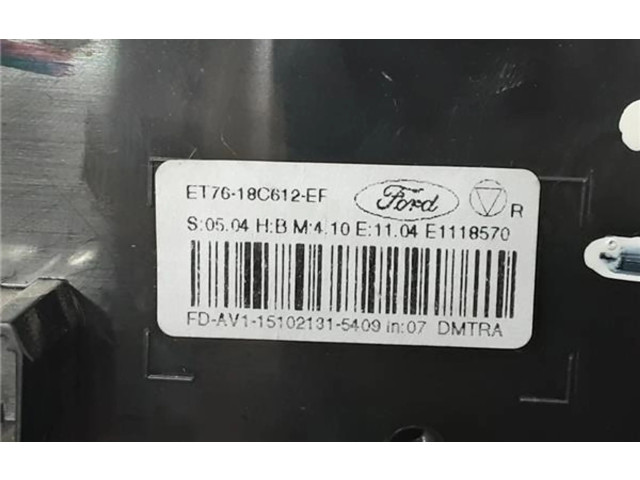 ET76-18C612-EF Ford R
S:05.04 H:B M:4.10 E:11.04 E1118570
FD-AV1-15102131-5409 in:07 DMTRA